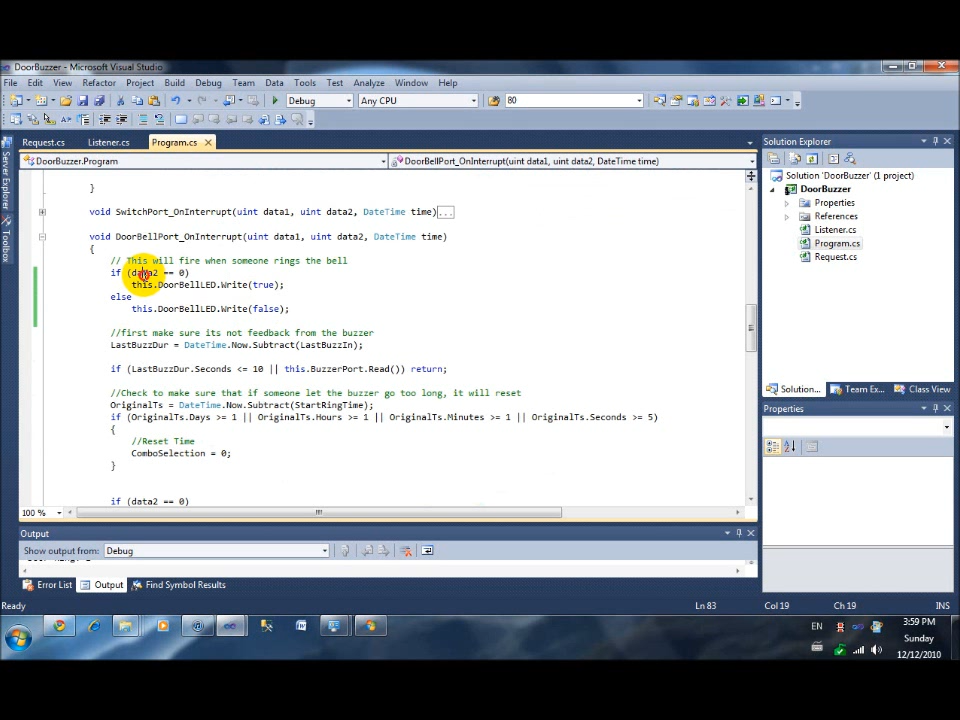 DoorBuzzer - Microsoft Visual Studio
File Edit View Refactor Project Build Debug Team Data Tools Test Analyze Window Help
Debug Any CPU 80
Request.cs Listener.cs Program.cs
DoorBuzzer.Program DoorBellPort_OnInterrupt(uint data1, uint data2, DateTime time)
Server Explorer
Toolbox
}
void SwitchPort_OnInterrupt(uint data1, uint data2, DateTime time)...
void DoorBellPort_OnInterrupt(uint data1, uint data2, DateTime time)
{
// This will fire when someone rings the bell
if (data2 == 0)
this.DoorBellLED.Write(true);
else
this.DoorBellLED.Write(false);
//first make sure its not feedback from the buzzer
LastBuzzDur = DateTime.Now.Subtract(LastBuzzIn);
if (LastBuzzDur.Seconds <= 10 || this.BuzzerPort.Read()) return;
//Check to make sure that if someone let the buzzer go too long, it will reset
OriginalTs = DateTime.Now.Subtract(StartRingTime);
if (OriginalTs.Days >= 1 || OriginalTs.Hours >= 1 || OriginalTs.Minutes >= 1 || OriginalTs.Seconds >= 5)
{
//Reset Time
ComboSelection = 0;
}
if (data2 == 0)
100 %
Solution Explorer
Solution 'DoorBuzzer' (1 project)
DoorBuzzer
Properties
References
Listener.cs
Program.cs
Request.cs
Solution... Team Ex... Class View
Properties
Output
Show output from: Debug
Error List Output Find Symbol Results
Ready Ln 83 Col 19 Ch 19 INS
EN
3:59 PM
Sunday
12/12/2010